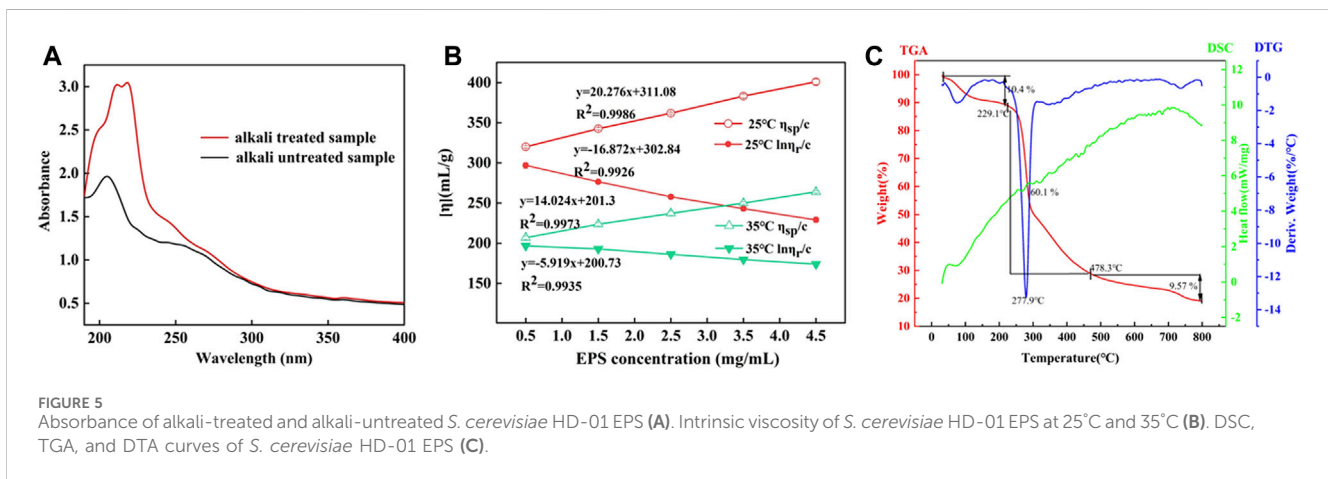 A
3.0
2.5
2.0
1.5
1.0
0.5
Absorbance
alkali treated sample
alkali untreated sample
200 250 300 350 400
Wavelength (nm)
B
400
350
300
250
200
150
[η](mL/g)
y=20.276x+311.08
R²=0.9986
y=-16.872x+302.84
R²=0.9926
y=14.024x+201.3
R²=0.9973
y=-5.919x+200.73
R²=0.9935
25℃ ηsp/c
25℃ lnηr/c
35℃ ηsp/c
35℃ lnηr/c
0.5 1.5 2.5 3.0 3.5 4.0 4.5
EPS concentration (mg/mL)
C
TGA
DSC
DTG
100
90
80
70
60
50
40
30
20
10
Weight(%)
10.4 %
229.1℃
60.1 %
277.9℃
478.3℃
9.57 %
12
10
8
6
4
2
0
-2
Heat flow(mW/mg)
0
-2
-4
-6
-8
-10
-12
-14
Deriv. Weight(%/℃)
0 100 200 300 400 500 600 700 800
Temperature(℃)
FIGURE 5
Absorbance of alkali-treated and alkali-untreated S. cerevisiae HD-01 EPS (A). Intrinsic viscosity of S. cerevisiae HD-01 EPS at 25°C and 35°C (B). DSC,
TGA, and DTA curves of S. cerevisiae HD-01 EPS (C).